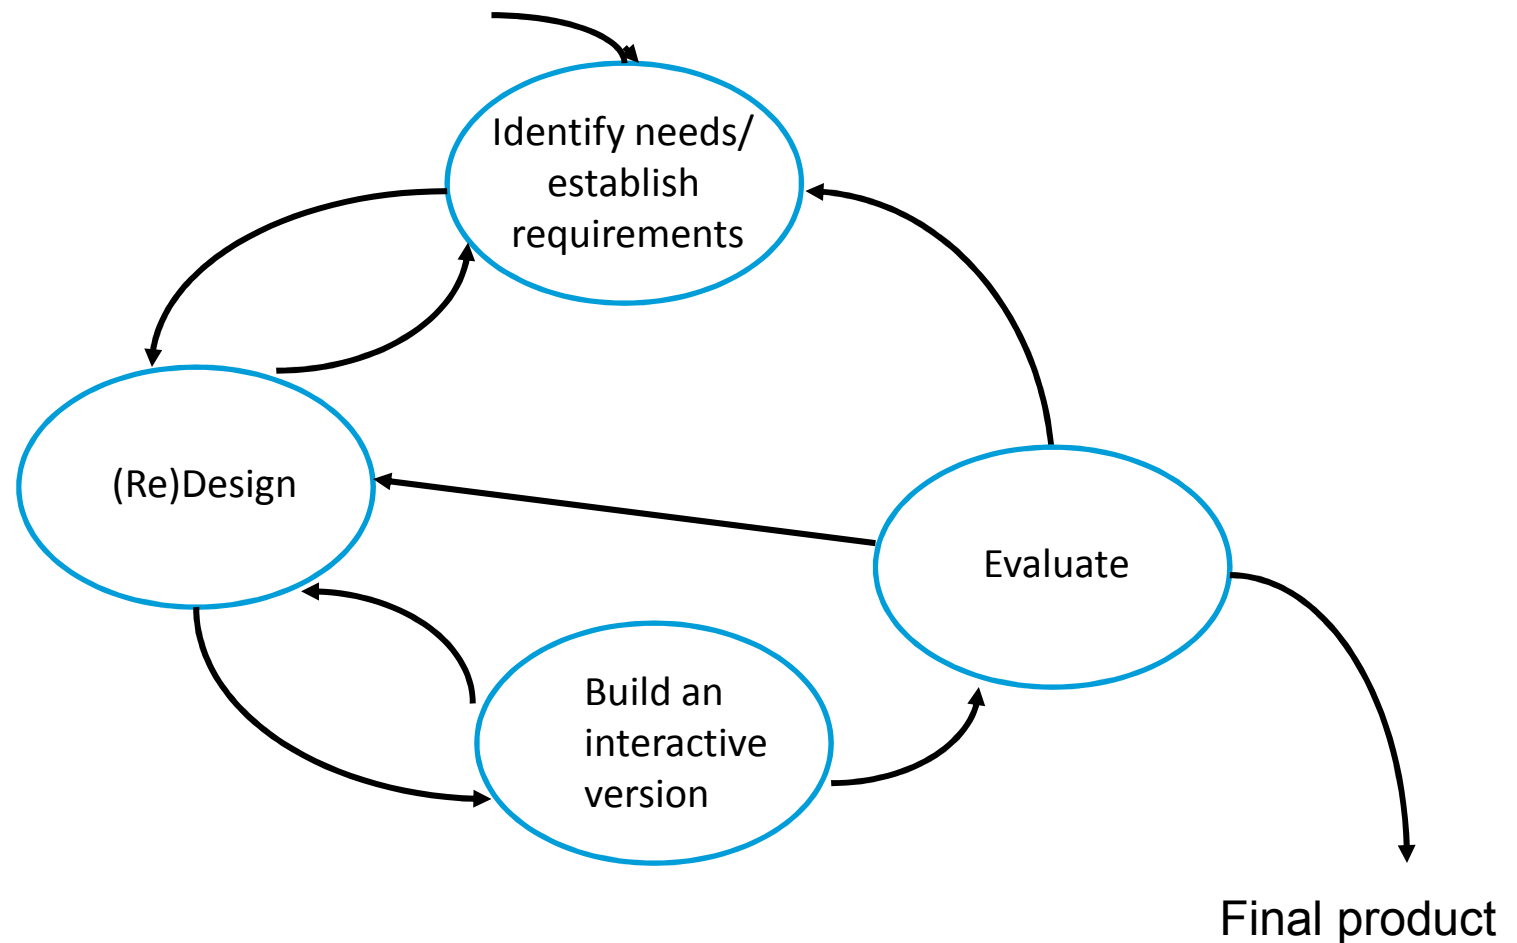 Identify needs/
establish
requirements
(Re)Design
Evaluate
Build an
interactive
version
Final product